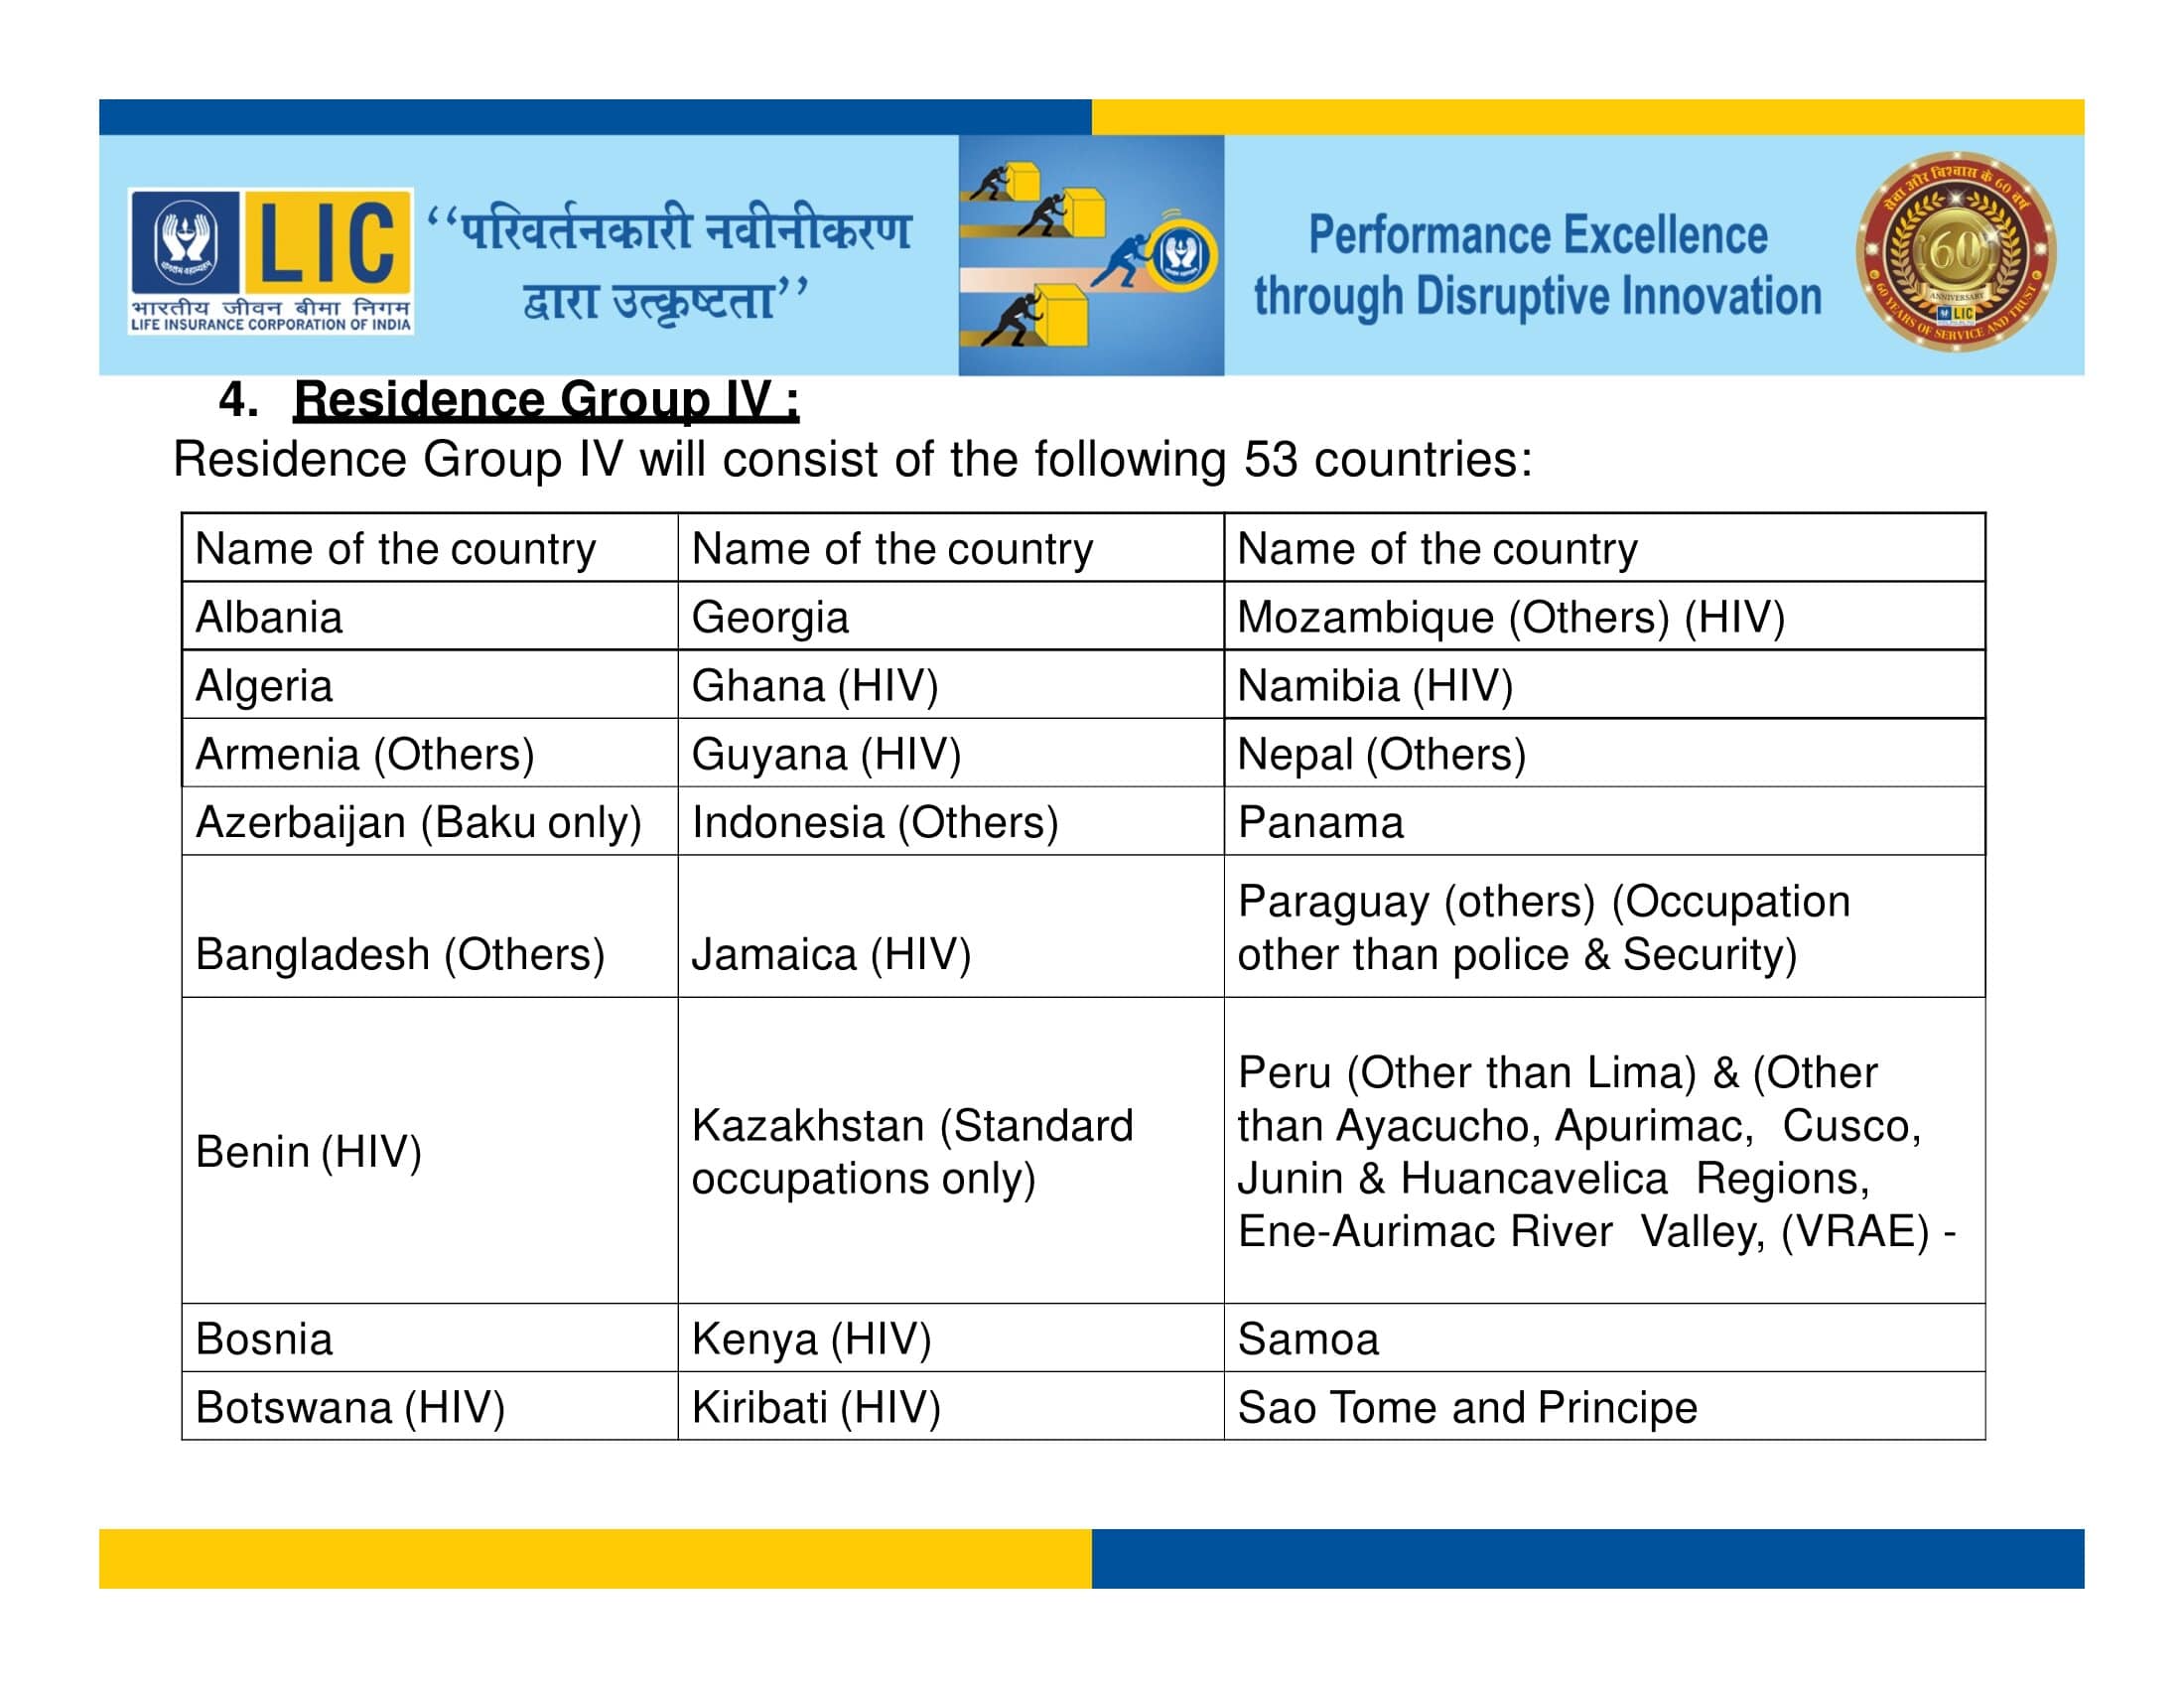 LIC
भारतीय जीवन बीमा निगम
LIFE INSURANCE CORPORATION OF INDIA
‘‘परिवर्तनकारी नवीनीकरण
द्वारा उत्कृष्टता’’
Performance Excellence
through Disruptive Innovation
सेवा और विश्वास के 60 वर्ष
60
ANNIVERSARY
LIC
60 YEARS OF SERVICE AND TRUST
4. Residence Group IV :
Residence Group IV will consist of the following 53 countries:
Name of the country Name of the country Name of the country
Albania Georgia Mozambique (Others) (HIV)
Algeria Ghana (HIV) Namibia (HIV)
Armenia (Others) Guyana (HIV) Nepal (Others)
Azerbaijan (Baku only) Indonesia (Others) Panama
Bangladesh (Others) Jamaica (HIV) Paraguay (others) (Occupation
other than police & Security)
Benin (HIV)
Kazakhstan (Standard
occupations only)
Peru (Other than Lima) & (Other
than Ayacucho, Apurimac, Cusco,
Junin & Huancavelica Regions,
Ene-Aurimac River Valley, (VRAE) -
Bosnia Kenya (HIV) Samoa
Botswana (HIV) Kiribati (HIV) Sao Tome and Principe